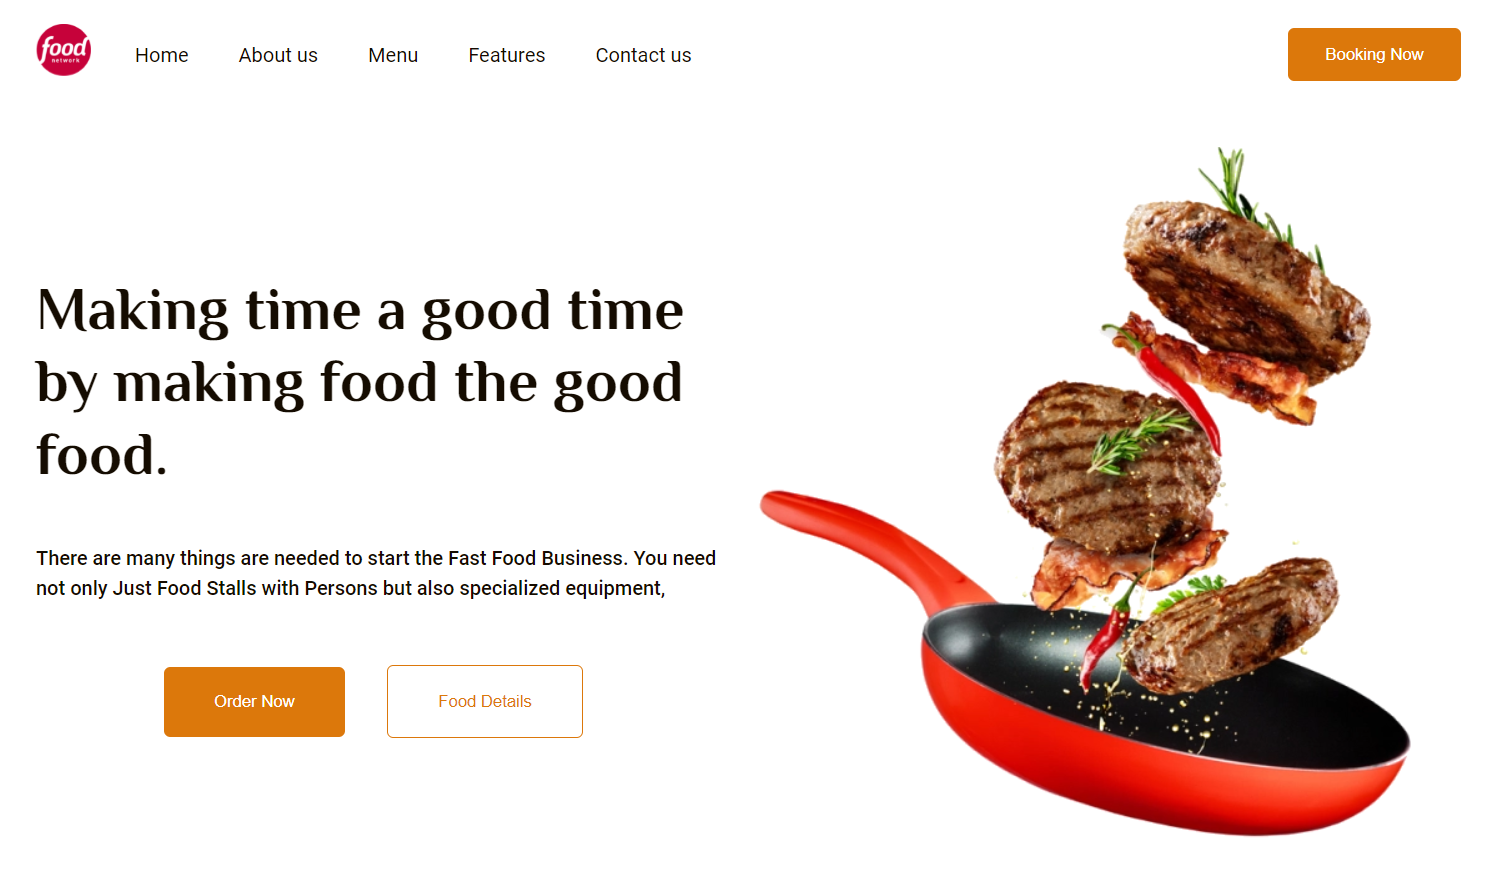 food
network
Home
About us
Menu
Features
Contact us
Booking Now
Making time a good time
by making food the good
food.
There are many things are needed to start the Fast Food Business. You need
not only Just Food Stalls with Persons but also specialized equipment,
Order Now
Food Details